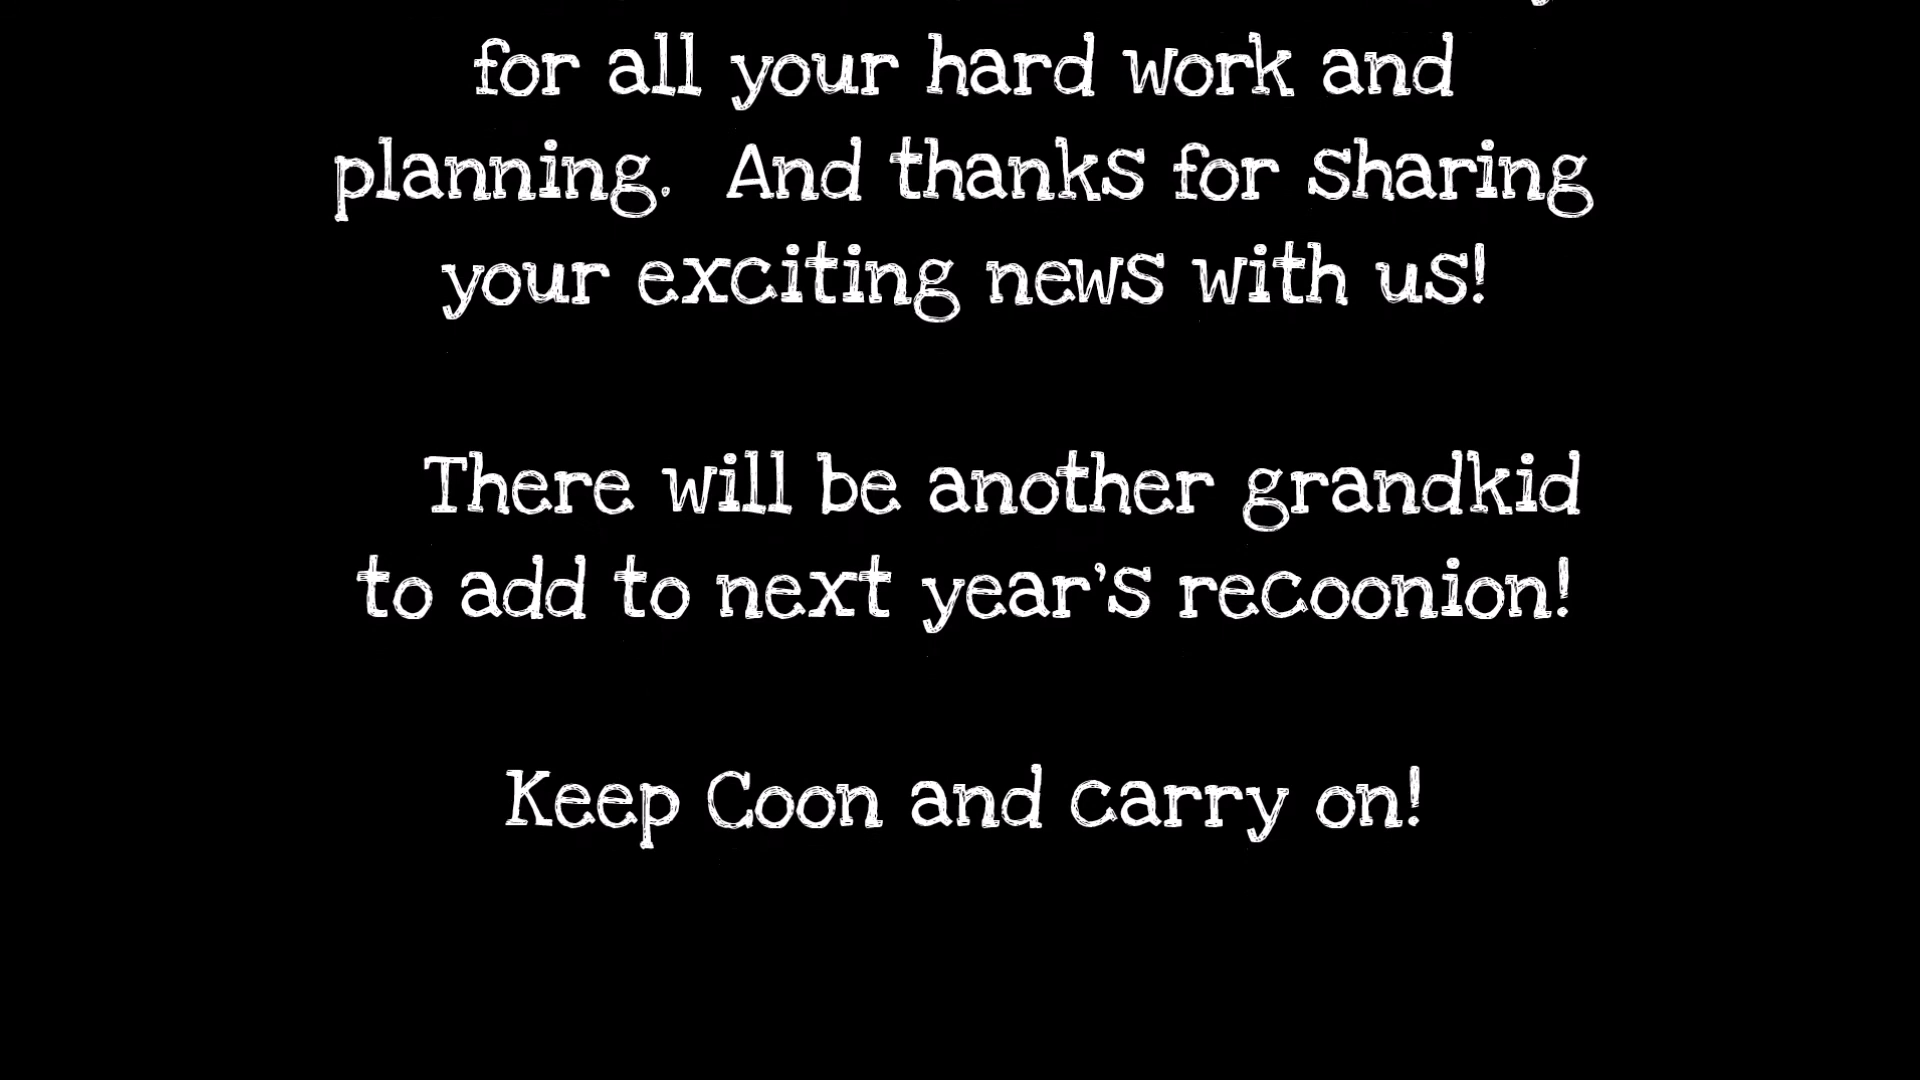 for all your hard work and
planning.  And thanks for sharing
your exciting news with us!
There will be another grandkid
to add to next year's recoonion!
Keep Coon and carry on!